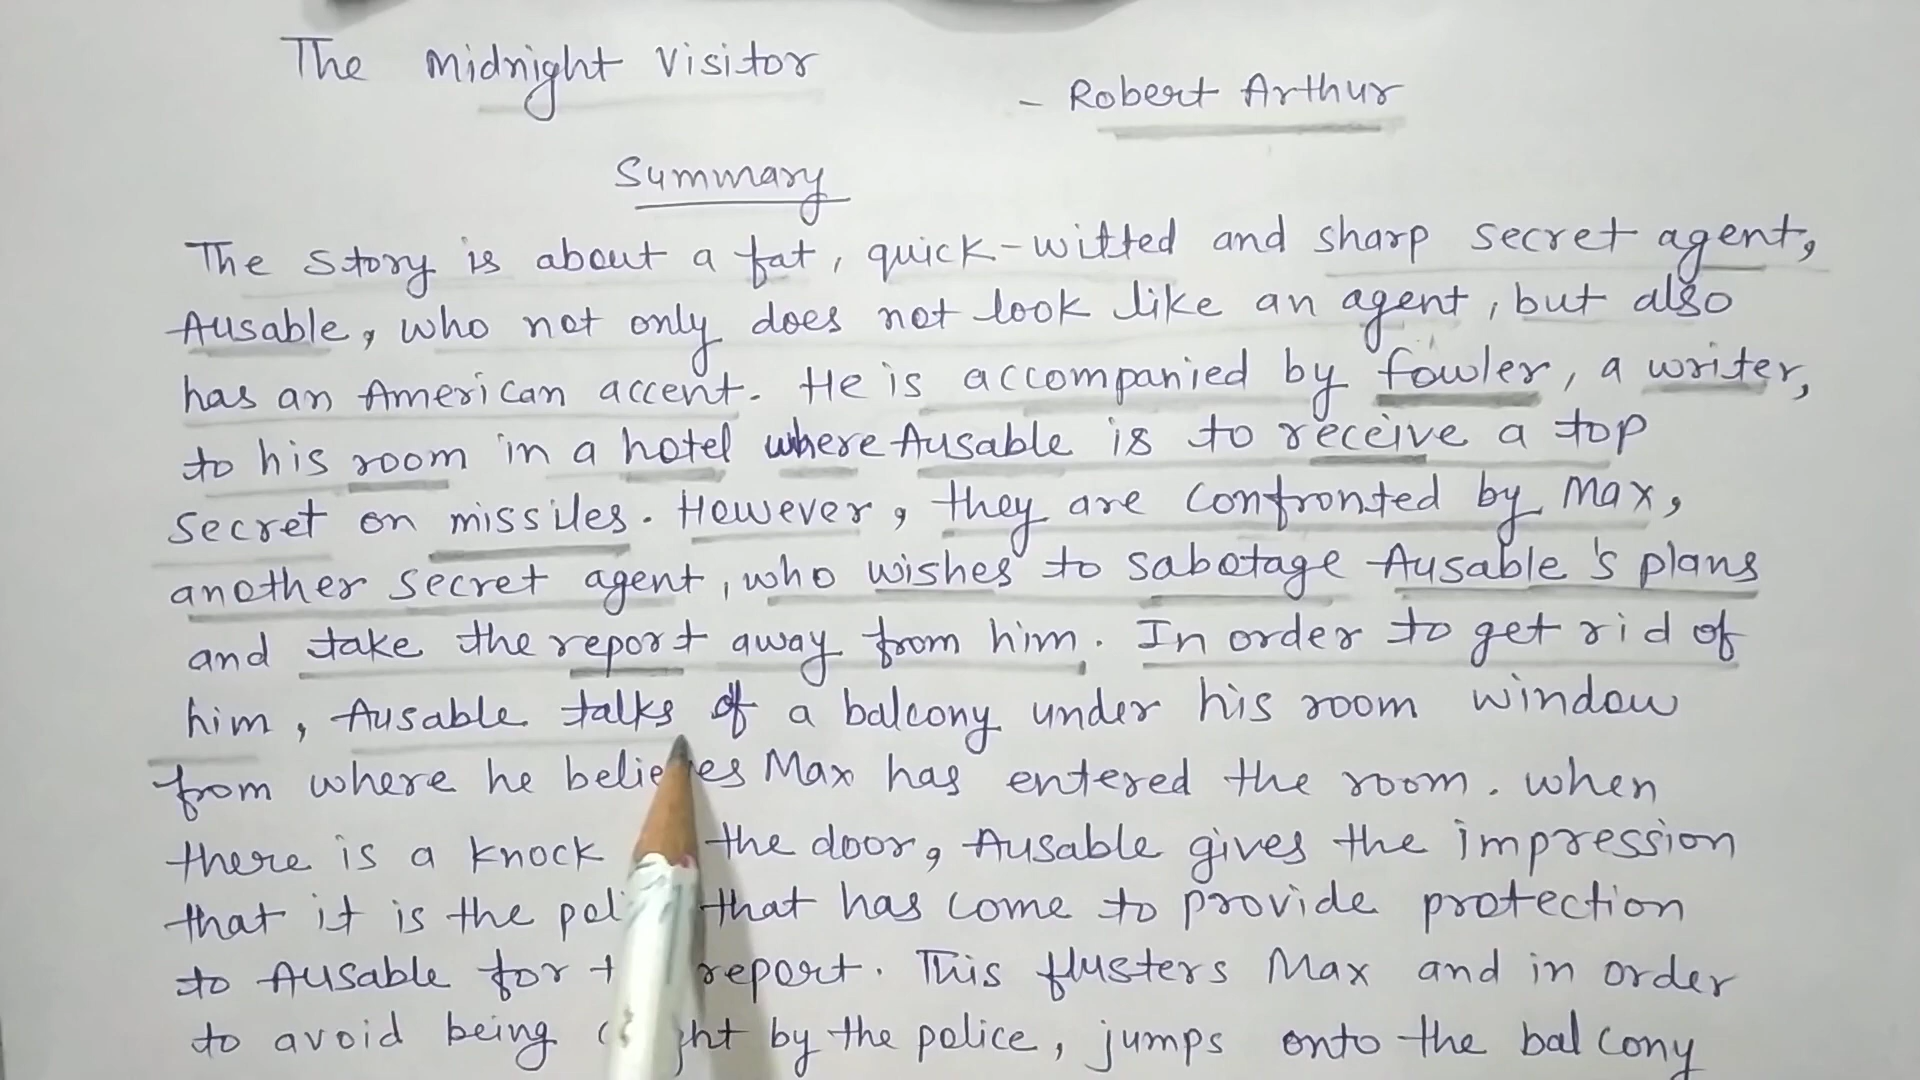 The Midnight Visitor
- Robert Arthur
Summary
The story is about a fat, quick-witted and sharp secret agent,
Ausable, who not only does not look like an agent, but also
has an American accent. He is accompanied by fowler, a writer,
to his room in a hotel where Ausable is to receive a top
secret on missiles. However, they are confronted by Max,
another secret agent, who wishes to sabotage Ausable's plans
and take the report away from him. In order to get rid of
him, Ausable talks of a balcony under his room window
from where he Max has entered the room. when
there is a knock the door, Ausable gives the impression
that it is the that has come to provide protection
to Ausable for report. This flusters Max and in order
to avoid being by the police, jumps onto the balcony